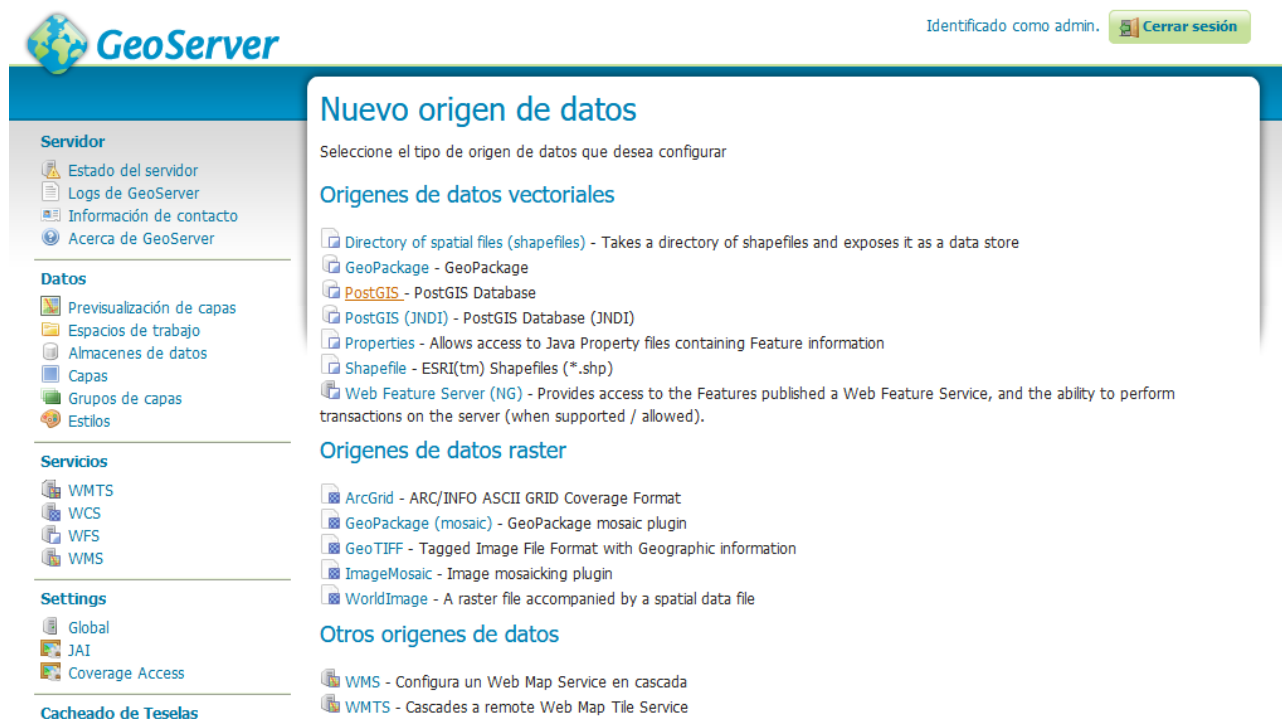 GeoServer
Identificado como admin.
Cerrar sesión
Servidor
Estado del servidor
Logs de GeoServer
Información de contacto
Acerca de GeoServer
Datos
Previsualización de capas
Espacios de trabajo
Almacenes de datos
Capas
Grupos de capas
Estilos
Servicios
WMTS
WCS
WFS
WMS
Settings
Global
JAI
Coverage Access
Cacheado de Teselas
Nuevo origen de datos
Seleccione el tipo de origen de datos que desea configurar
Origenes de datos vectoriales
Directory of spatial files (shapefiles) - Takes a directory of shapefiles and exposes it as a data store
GeoPackage - GeoPackage
PostGIS - PostGIS Database
PostGIS (JNDI) - PostGIS Database (JNDI)
Properties - Allows access to Java Property files containing Feature information
Shapefile - ESRI(tm) Shapefiles (*.shp)
Web Feature Server (NG) - Provides access to the Features published a Web Feature Service, and the ability to perform
transactions on the server (when supported / allowed).
Origenes de datos raster
ArcGrid - ARC/INFO ASCII GRID Coverage Format
GeoPackage (mosaic) - GeoPackage mosaic plugin
GeoTIFF - Tagged Image File Format with Geographic information
ImageMosaic - Image mosaicking plugin
WorldImage - A raster file accompanied by a spatial data file
Otros origenes de datos
WMS - Configura un Web Map Service en cascada
WMTS - Cascades a remote Web Map Tile Service